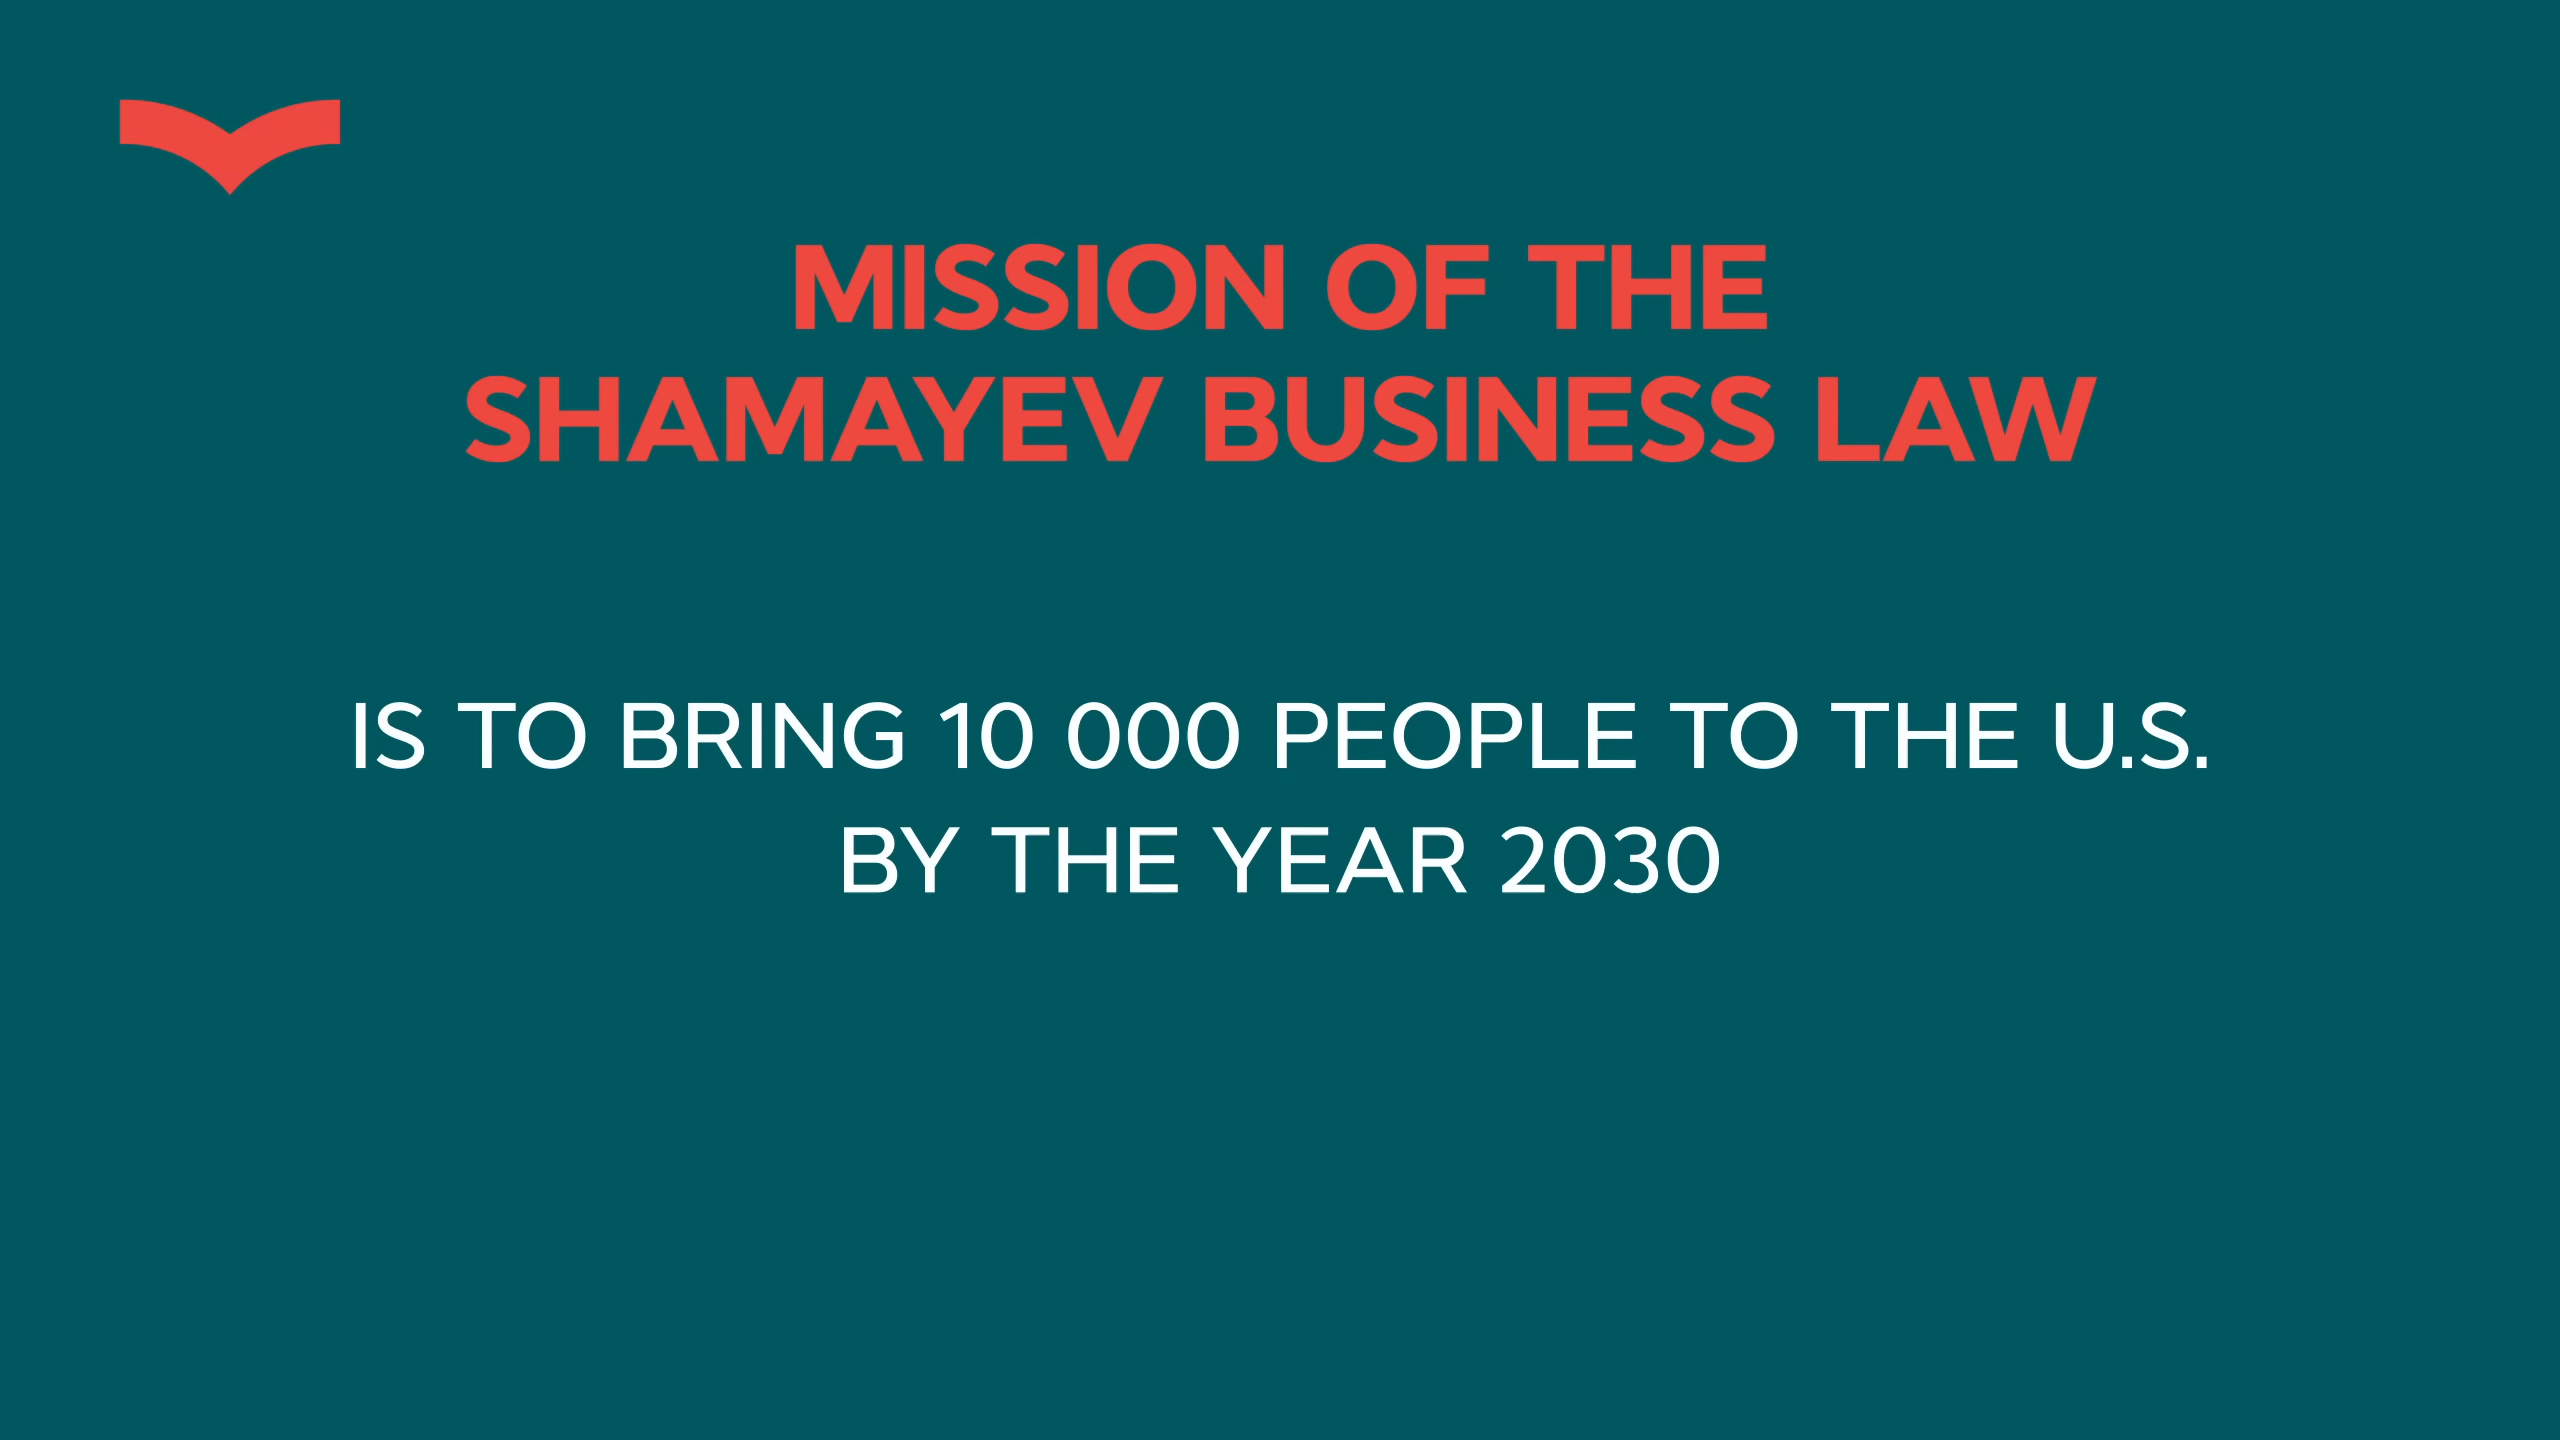 MISSION OF THE
SHAMAYEV BUSINESS LAW
IS TO BRING 10 000 PEOPLE TO THE U.S.
BY THE YEAR 2030